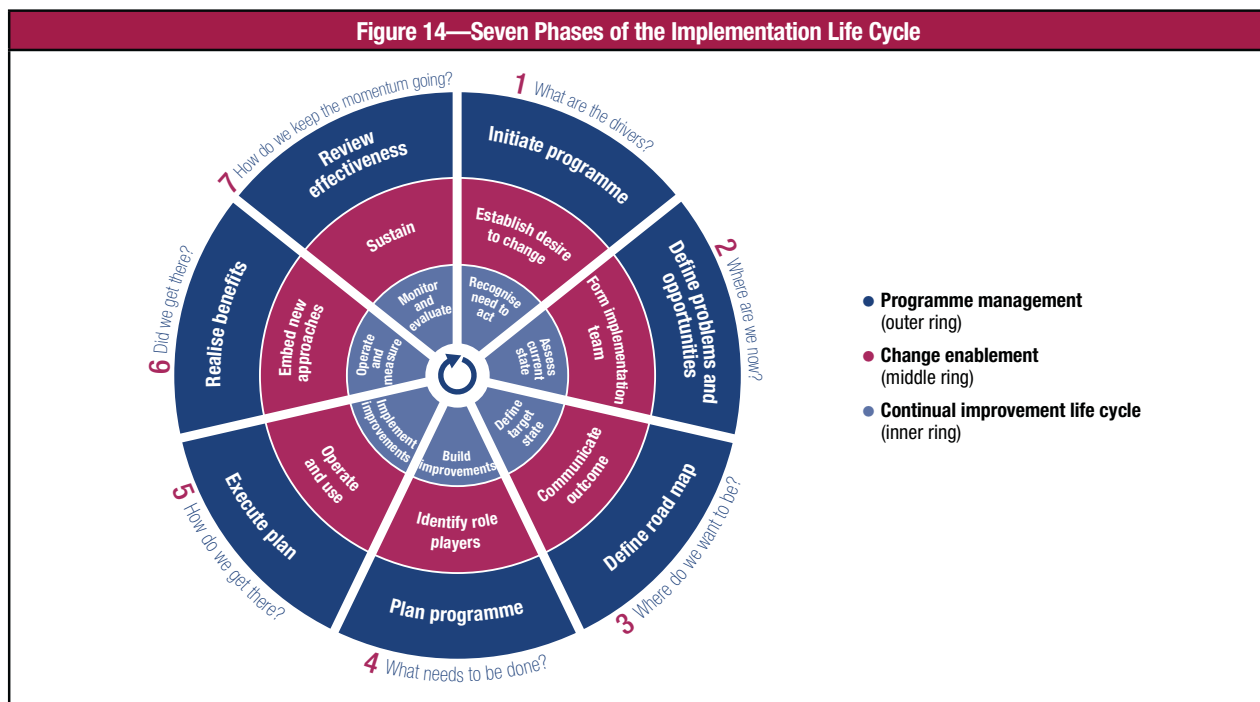 Figure 14—Seven Phases of the Implementation Life Cycle
1 What are the drivers?
Initiate programme
Establish desire
to change
Recognise
need to
act
2 Where are we now?
Define problems and
opportunities
Form implementation
team
Assess
current
state
3 Where do we want to be?
Define road map
Communicate
outcome
Define
target
state
4 What needs to be done?
Plan programme
Identify role
players
Build
improvements
5 How do we get there?
Execute plan
Operate
and use
Implement
improvements
6 Did we get there?
Realise benefits
Embed new
approaches
Operate
and
measure
7 How do we keep the momentum going?
Review
effectiveness
Sustain
Monitor
and
evaluate
Programme management
(outer ring)
Change enablement
(middle ring)
Continual improvement life cycle
(inner ring)